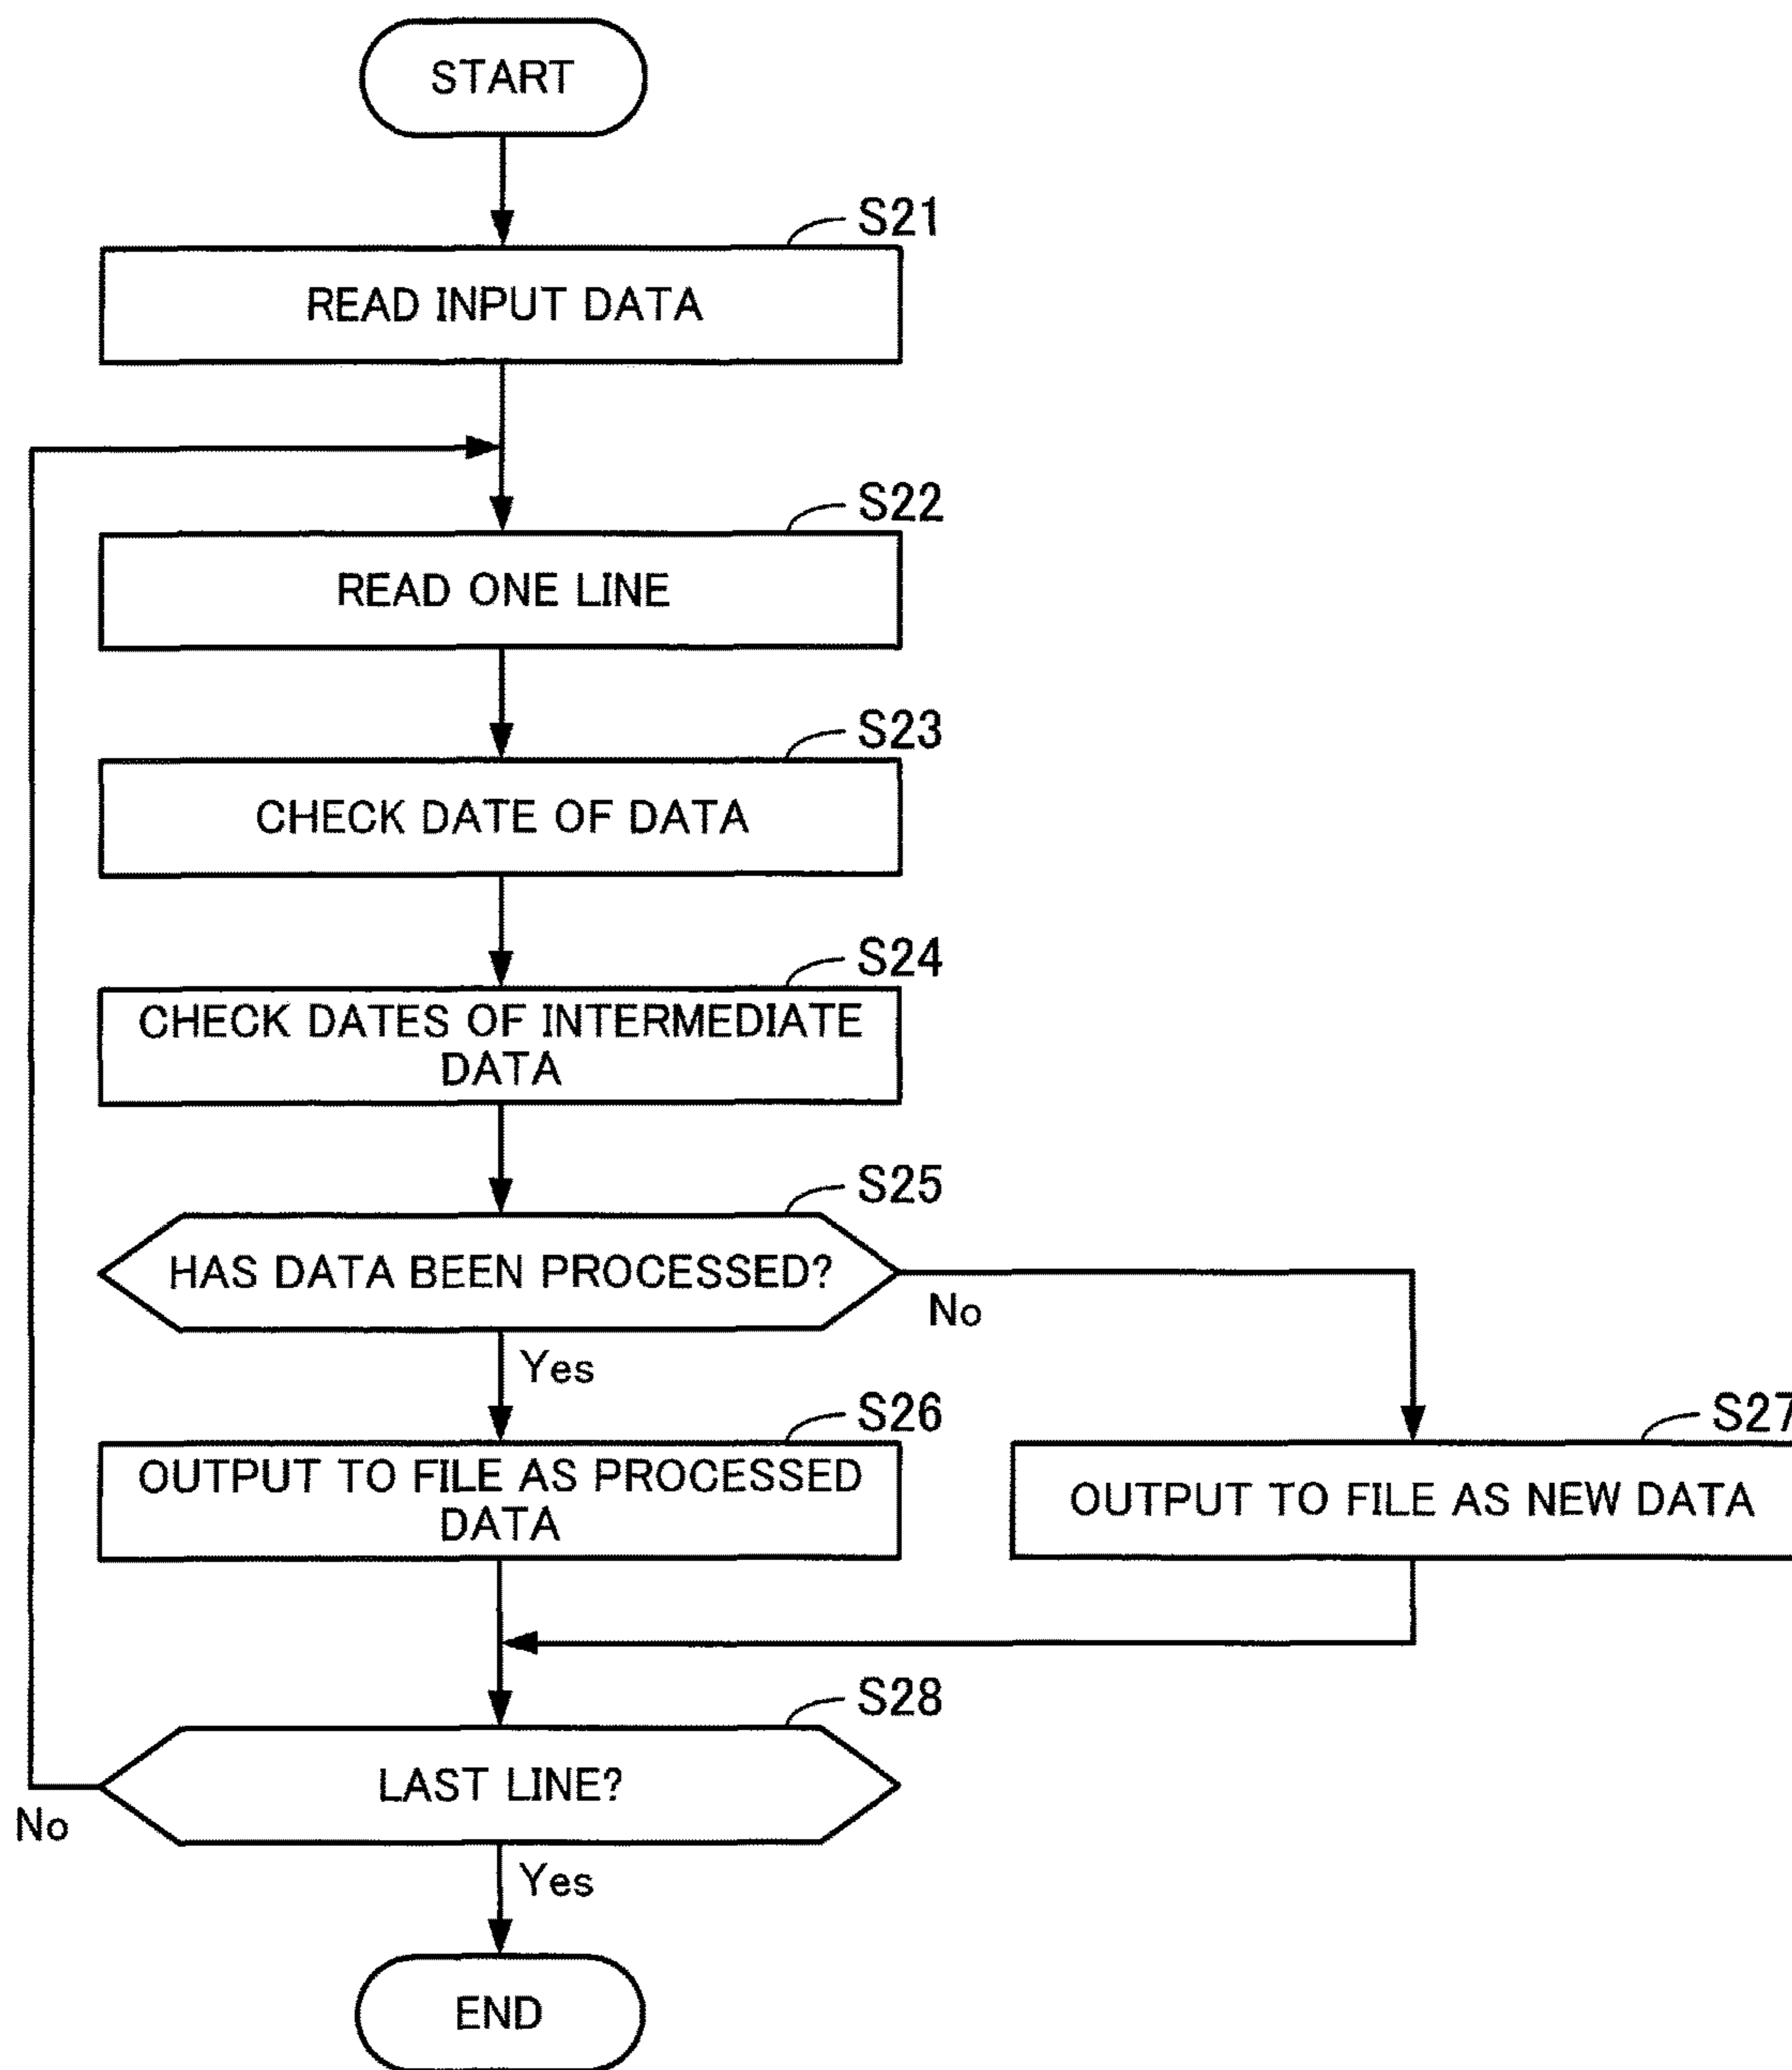 START
S21
READ INPUT DATA
S22
READ ONE LINE
S23
CHECK DATE OF DATA
S24
CHECK DATES OF INTERMEDIATE
DATA
S25
HAS DATA BEEN PROCESSED?
No
Yes
S26
OUTPUT TO FILE AS PROCESSED
DATA
S27
OUTPUT TO FILE AS NEW DATA
S28
LAST LINE?
No
Yes
END